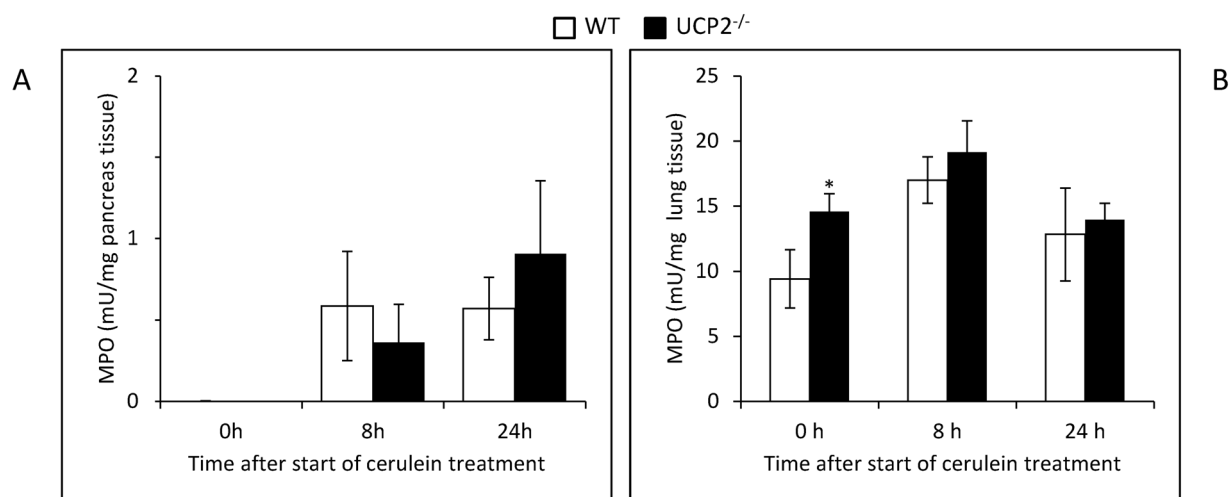 WT UCP2-/-
A
MPO (mU/mg pancreas tissue)
2
1
0
0h 8h 24h
Time after start of cerulein treatment
B
MPO (mU/mg lung tissue)
25
20
15
10
5
0
*
0 h 8 h 24 h
Time after start of cerulein treatment